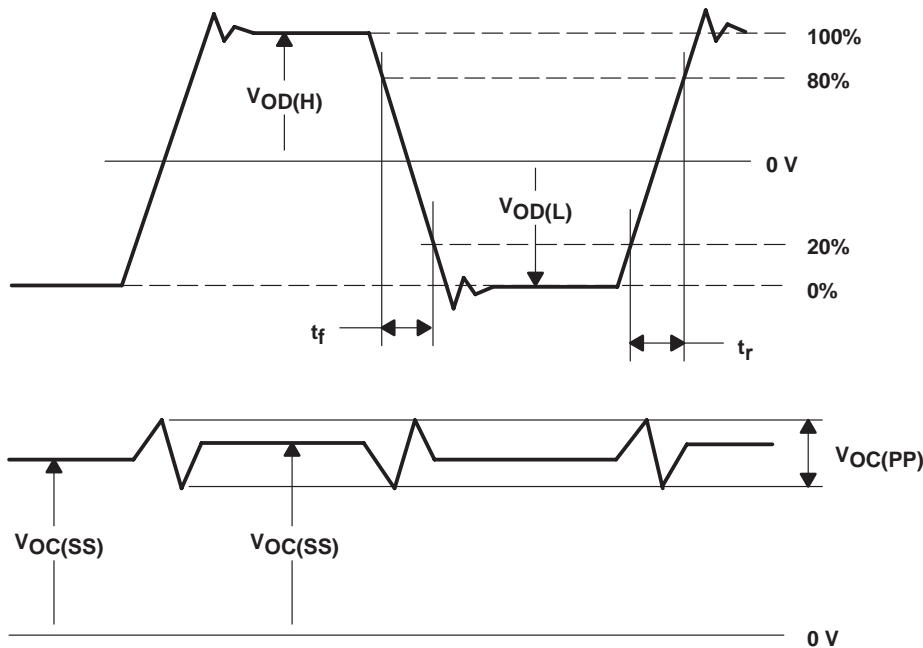 100%
80%
VOD(H)
0 V
VOD(L)
20%
0%
tf
tr
VOC(PP)
VOC(SS)
VOC(SS)
0 V